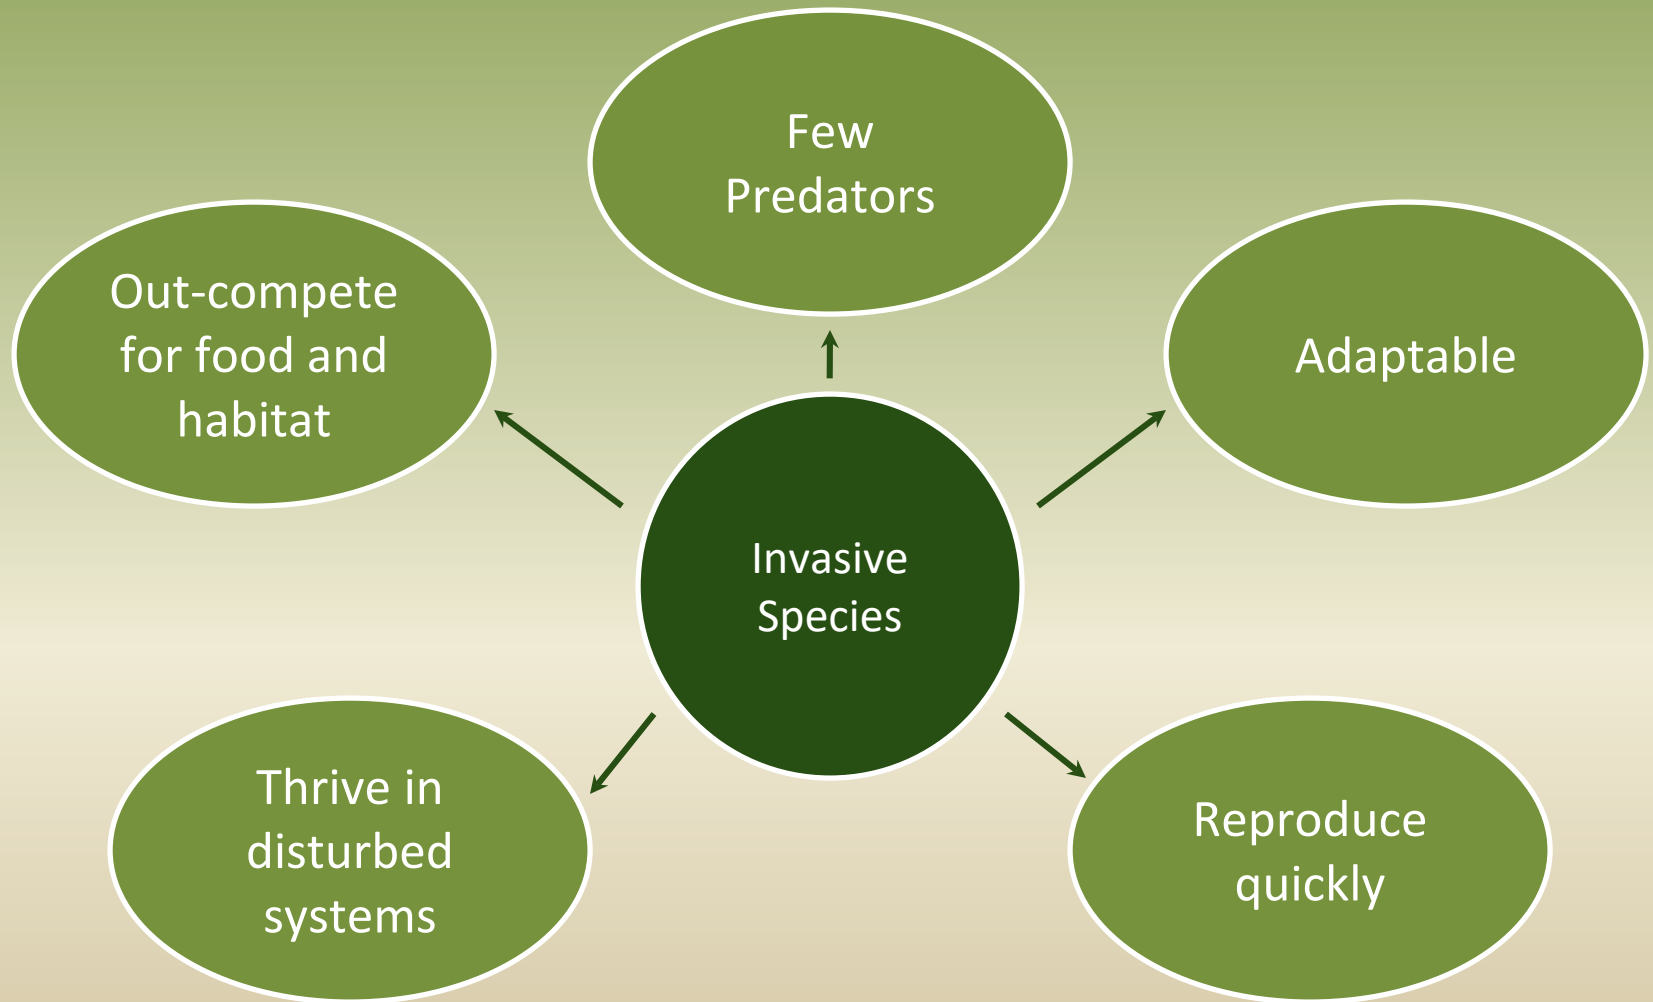 Few
Predators
Out-compete
for food and
habitat
Adaptable
Invasive
Species
Thrive in
disturbed
systems
Reproduce
quickly